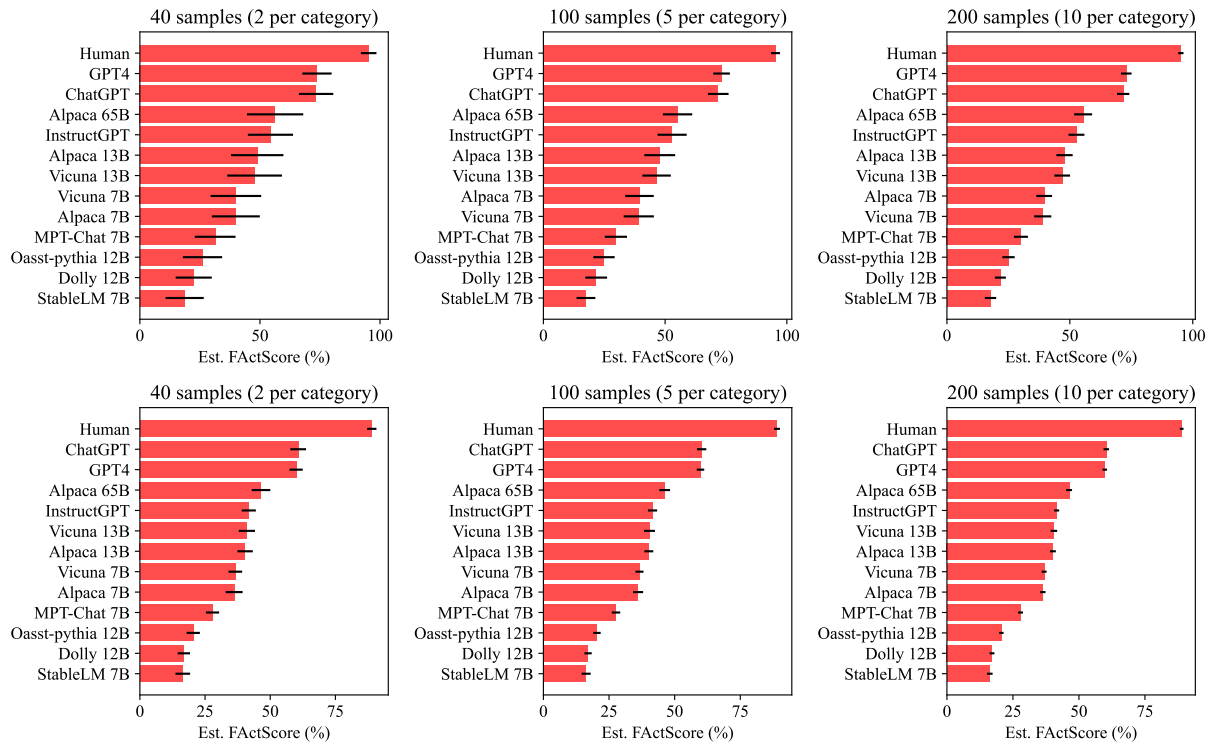 40 samples (2 per category)
Human
GPT4
ChatGPT
Alpaca 65B
InstructGPT
Alpaca 13B
Vicuna 13B
Vicuna 7B
Alpaca 7B
MPT-Chat 7B
Oasst-pythia 12B
Dolly 12B
StableLM 7B
0 50 100
Est. FActScore (%)
100 samples (5 per category)
Human
GPT4
ChatGPT
Alpaca 65B
InstructGPT
Alpaca 13B
Vicuna 13B
Alpaca 7B
Vicuna 7B
MPT-Chat 7B
Oasst-pythia 12B
Dolly 12B
StableLM 7B
0 50 100
Est. FActScore (%)
200 samples (10 per category)
Human
GPT4
ChatGPT
Alpaca 65B
InstructGPT
Alpaca 13B
Vicuna 13B
Alpaca 7B
Vicuna 7B
MPT-Chat 7B
Oasst-pythia 12B
Dolly 12B
StableLM 7B
0 50 100
Est. FActScore (%)
40 samples (2 per category)
Human
ChatGPT
GPT4
Alpaca 65B
InstructGPT
Vicuna 13B
Alpaca 13B
Vicuna 7B
Alpaca 7B
MPT-Chat 7B
Oasst-pythia 12B
Dolly 12B
StableLM 7B
0 25 50 75
Est. FActScore (%)
100 samples (5 per category)
Human
ChatGPT
GPT4
Alpaca 65B
InstructGPT
Vicuna 13B
Alpaca 13B
Vicuna 7B
Alpaca 7B
MPT-Chat 7B
Oasst-pythia 12B
Dolly 12B
StableLM 7B
0 25 50 75
Est. FActScore (%)
200 samples (10 per category)
Human
ChatGPT
GPT4
Alpaca 65B
InstructGPT
Vicuna 13B
Alpaca 13B
Vicuna 7B
Alpaca 7B
MPT-Chat 7B
Oasst-pythia 12B
Dolly 12B
StableLM 7B
0 25 50 75
Est. FActScore (%)